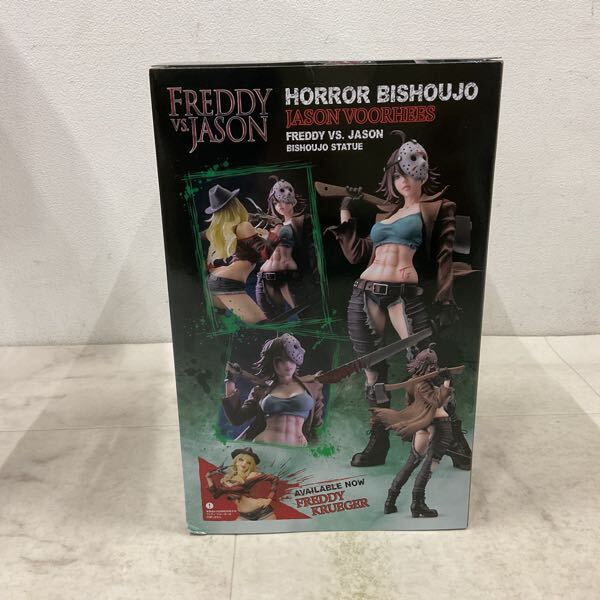 FREDDY
VS.
JASON
HORROR BISHOUJO
JASON VOORHEES
FREDDY VS. JASON
BISHOUJO STATUE
AVAILABLE NOW
FREDDY
KRUEGER